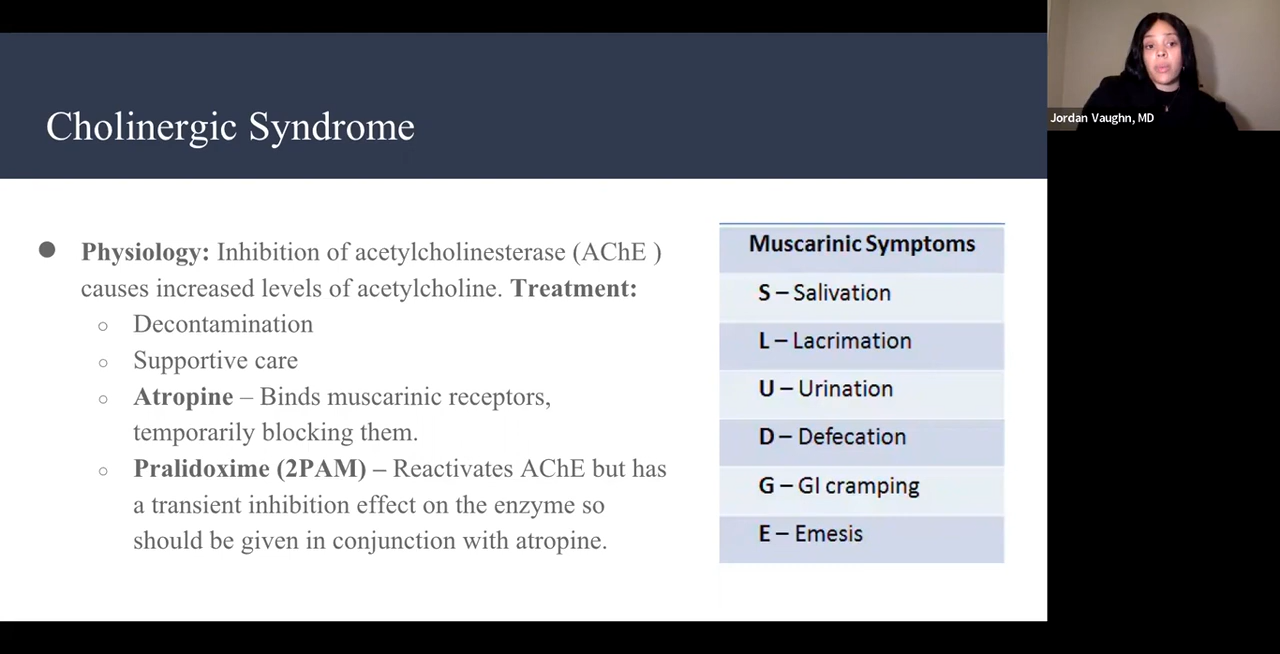 Cholinergic Syndrome
Physiology: Inhibition of acetylcholinesterase (AChE )
causes increased levels of acetylcholine. Treatment:
Decontamination
Supportive care
Atropine – Binds muscarinic receptors,
temporarily blocking them.
Pralidoxime (2PAM) – Reactivates AChE but has
a transient inhibition effect on the enzyme so
should be given in conjunction with atropine.
Muscarinic Symptoms
S – Salivation
L – Lacrimation
U – Urination
D – Defecation
G – GI cramping
E – Emesis
Jordan Vaughn, MD